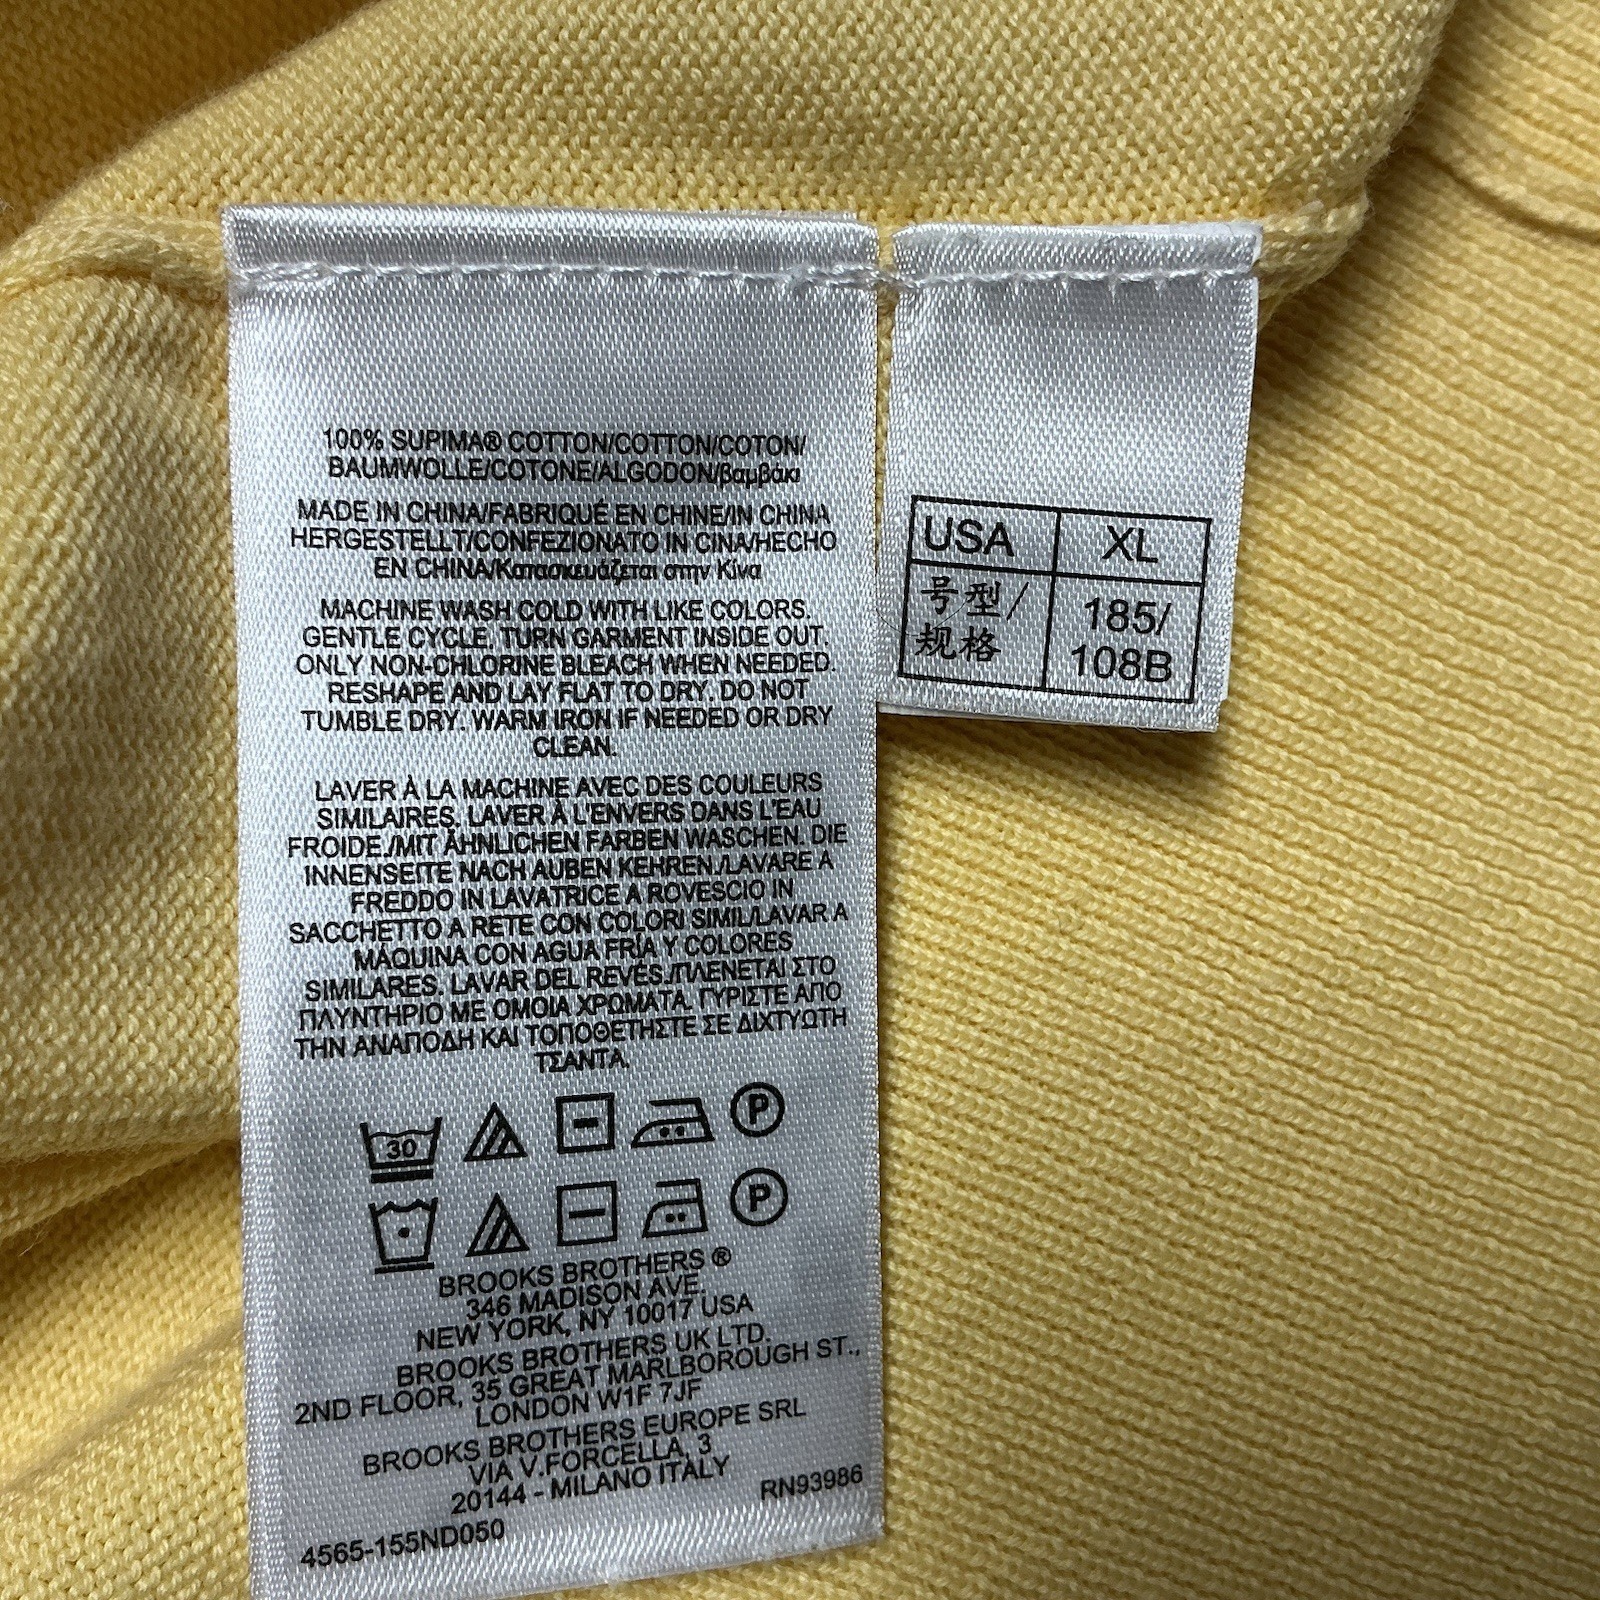 100% SUPIMA® COTTON/COTTON/COTON/
BAUMWOLLE/COTONE/ALGODON/βαμβάκι
MADE IN CHINA/FABRIQUÉ EN CHINE/IN CHINA
HERGESTELLT/CONFEZIONATO IN CINA/HECHO
EN CHINA/Κατασκευάζεται στην Κίνα
MACHINE WASH COLD WITH LIKE COLORS.
GENTLE CYCLE. TURN GARMENT INSIDE OUT.
ONLY NON-CHLORINE BLEACH WHEN NEEDED.
RESHAPE AND LAY FLAT TO DRY. DO NOT
TUMBLE DRY. WARM IRON IF NEEDED OR DRY
CLEAN.
LAVER À LA MACHINE AVEC DES COULEURS
SIMILAIRES. LAVER À L'ENVERS DANS L'EAU
FROIDE./MIT ÄHNLICHEN FARBEN WASCHEN. DIE
INNENSEITE NACH AUBEN KEHREN./LAVARE A
FREDDO IN LAVATRICE A ROVESCIO IN
SACCHETTO A RETE CON COLORI SIMIL/LAVAR A
MÁQUINA CON AGUA FRÍA Y COLORES
SIMILARES. LAVAR DEL REVÉS./ΠΛΕΝΕΤΑΙ ΣΤΟ
ΠΛΥΝΤΗΡΙΟ ΜΕ ΟΜΟΙΑ ΧΡΩΜΑΤΑ. ΓΥΡΙΣΤΕ ΑΠΟ
ΤΗΝ ΑΝΑΠΟΔΗ ΚΑΙ ΤΟΠΟΘΕΤΗΣΤΕ ΣΕ ΔΙΧΤΥΩΤΗ
ΤΣΑΝΤΑ.
30 P
P
BROOKS BROTHERS ®
346 MADISON AVE.
NEW YORK, NY 10017 USA
BROOKS BROTHERS UK LTD.
2ND FLOOR, 35 GREAT MARLBOROUGH ST.,
LONDON W1F 7JF
BROOKS BROTHERS EUROPE SRL
VIA V.FORCELLA, 3
20144 - MILANO ITALY
RN93986
4565-155ND050
USA XL
号型/ 185/
规格 108B